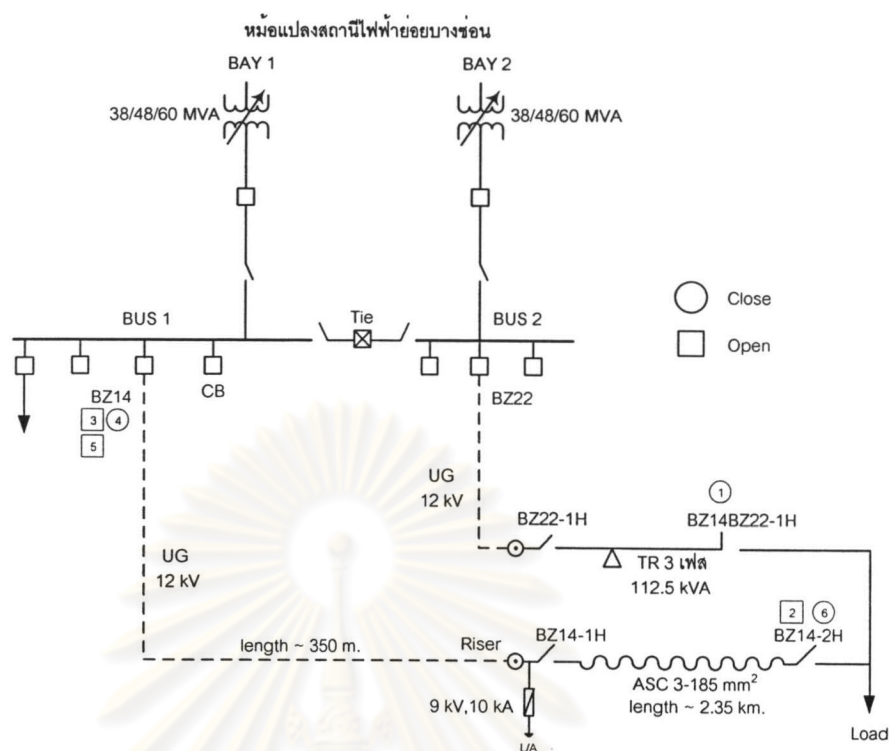 หม้อแปลงสถานีไฟฟ้าย่อยบางซ่อน
BAY 1
BAY 2
38/48/60 MVA
38/48/60 MVA
Close
Open
BUS 1
Tie
BUS 2
CB
BZ14
3
4
5
BZ22
UG
12 kV
BZ22-1H
1
BZ14BZ22-1H
TR 3 เฟส
112.5 kVA
UG
12 kV
length ~ 350 m.
Riser
BZ14-1H
2
6
BZ14-2H
ASC 3-185 mm²
length ~ 2.35 km.
9 kV,10 kA
L/A
Load